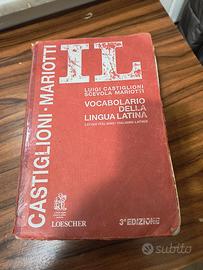 CASTIGLIONI · MARIOTTI
IL
LUIGI CASTIGLIONI
SCEVOLA MARIOTTI
VOCABOLARIO
DELLA
LINGUA LATINA
LATINO-ITALIANO / ITALIANO-LATINO
LOESCHER
3ª EDIZIONE
subito